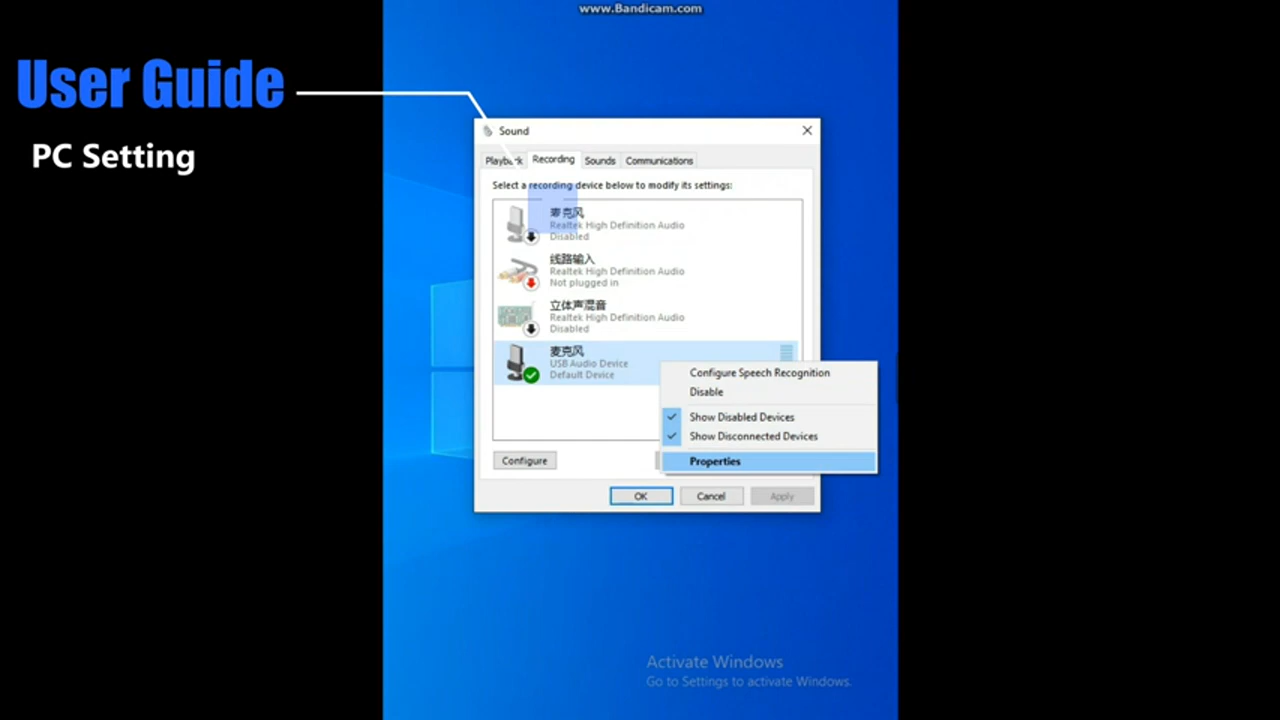 www.Bandicam.com
User Guide
PC Setting
Sound
Playback Recording Sounds Communications
Select a recording device below to modify its settings:
麦克风
Realtek High Definition Audio
Disabled
线路输入
Realtek High Definition Audio
Not plugged in
立体声混音
Realtek High Definition Audio
Disabled
麦克风
USB Audio Device
Default Device
Configure Speech Recognition
Disable
Show Disabled Devices
Show Disconnected Devices
Properties
Configure
OK Cancel Apply
Activate Windows
Go to Settings to activate Windows.